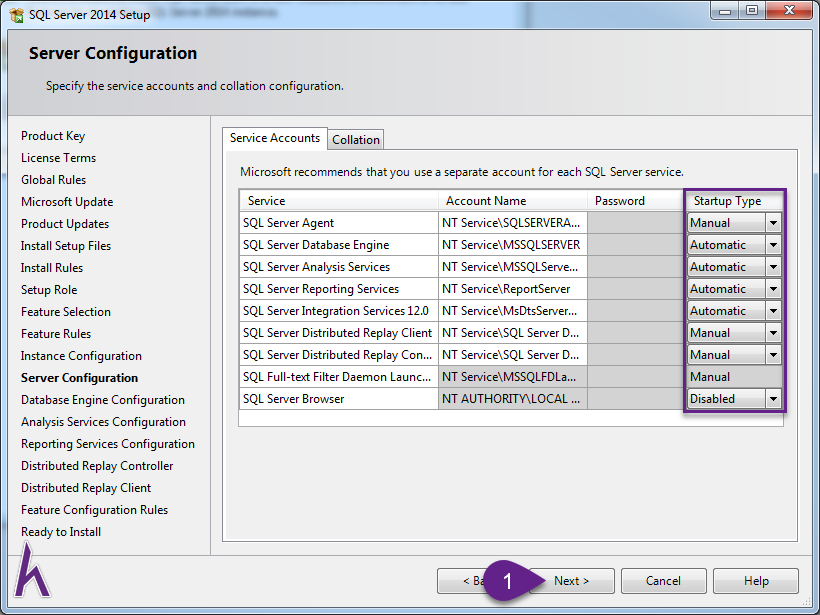 SQL Server 2014 Setup
Server Configuration
Specify the service accounts and collation configuration.
Product Key
License Terms
Global Rules
Microsoft Update
Product Updates
Install Setup Files
Install Rules
Setup Role
Feature Selection
Feature Rules
Instance Configuration
Server Configuration
Database Engine Configuration
Analysis Services Configuration
Reporting Services Configuration
Distributed Replay Controller
Distributed Replay Client
Feature Configuration Rules
Ready to Install
Service Accounts Collation
Microsoft recommends that you use a separate account for each SQL Server service.
Service Account Name Password Startup Type
SQL Server Agent NT Service\SQLSERVERA... Manual
SQL Server Database Engine NT Service\MSSQLSERVER Automatic
SQL Server Analysis Services NT Service\MSSQLServe... Automatic
SQL Server Reporting Services NT Service\ReportServer Automatic
SQL Server Integration Services 12.0 NT Service\MsDtsServer... Automatic
SQL Server Distributed Replay Client NT Service\SQL Server D... Manual
SQL Server Distributed Replay Con... NT Service\SQL Server D... Manual
SQL Full-text Filter Daemon Launc... NT Service\MSSQLFDLa... Manual
SQL Server Browser NT AUTHORITY\LOCAL ... Disabled
h
< Ba 1 Next > Cancel Help